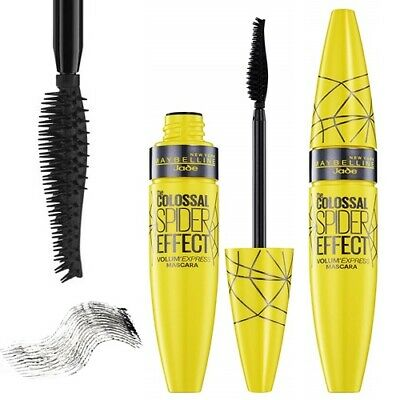 NEW YORK
MAYBELLINE
Jade
The COLOSSAL
SPIDER
EFFECT
VOLUM'EXPRESS
MASCARA
NEW YORK
MAYBELLINE
Jade
The COLOSSAL
SPIDER
EFFECT
VOLUM'EXPRESS
MASCARA